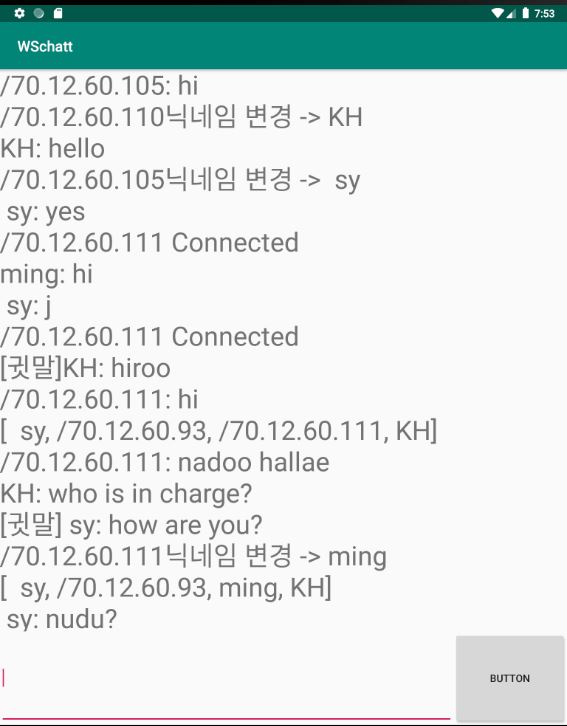 7:53
WSchatt
/70.12.60.105: hi
/70.12.60.110닉네임 변경 -> KH
KH: hello
/70.12.60.105닉네임 변경 ->  sy
 sy: yes
/70.12.60.111 Connected
ming: hi
 sy: j
/70.12.60.111 Connected
[귓말]KH: hiroo
/70.12.60.111: hi
[  sy, /70.12.60.93, /70.12.60.111, KH]
/70.12.60.111: nadoo hallae
KH: who is in charge?
[귓말] sy: how are you?
/70.12.60.111닉네임 변경 -> ming
[  sy, /70.12.60.93, ming, KH]
 sy: nudu?
BUTTON